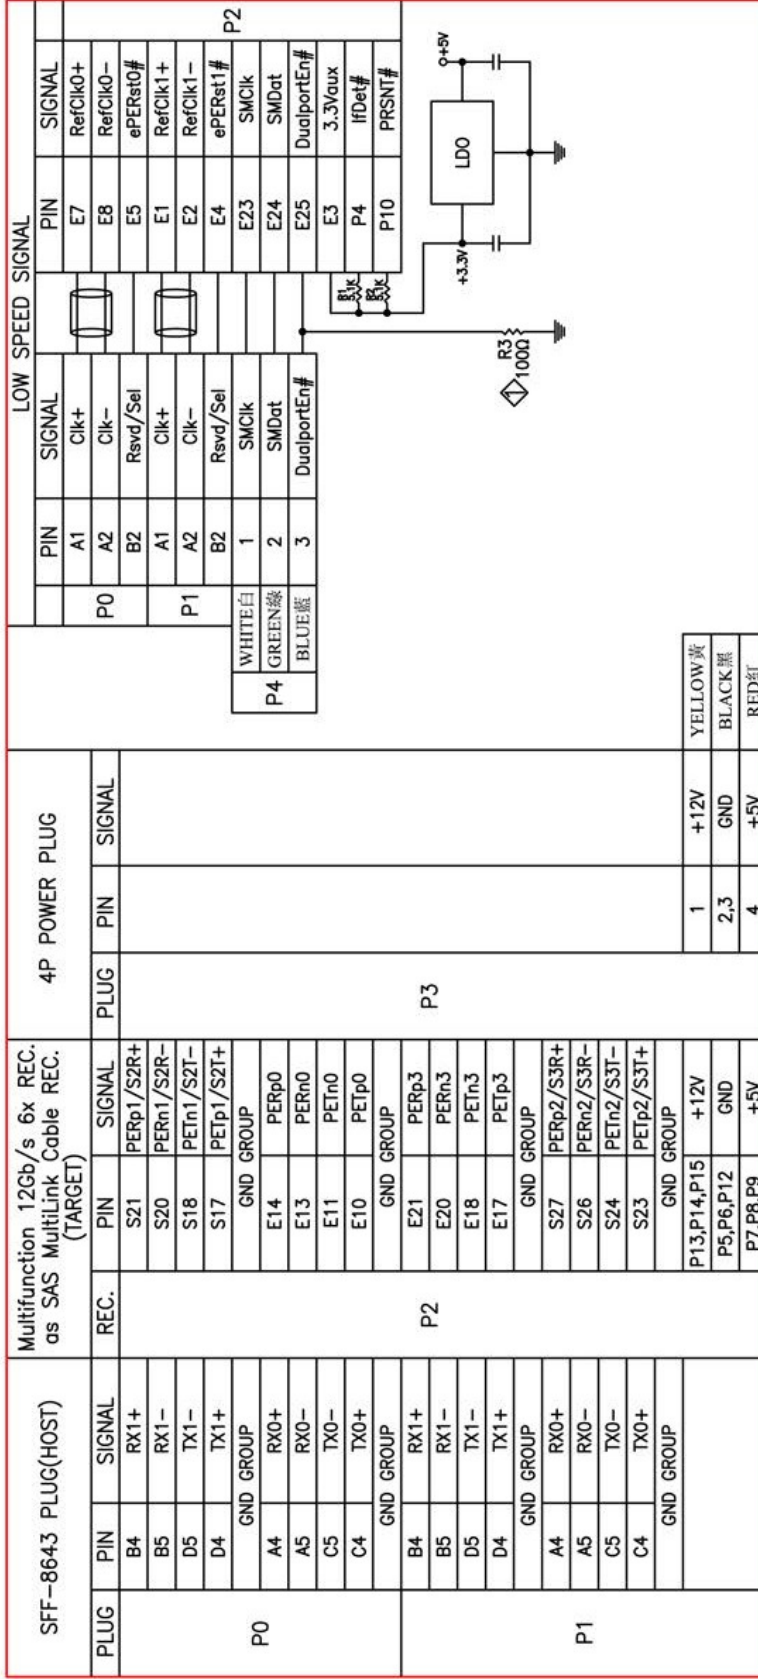 SFF-8643 PLUG(HOST) Multifunction 12Gb/s 6x REC. 4P POWER PLUG
as SAS MultiLink Cable REC.
(TARGET)
PLUG PIN SIGNAL REC. PIN SIGNAL PLUG PIN SIGNAL
P0 P2 P3
B4 RX1+ S21 PERp1/S2R+
B5 RX1- S20 PERn1/S2R-
D5 TX1- S18 PETn1/S2T-
D4 TX1+ S17 PETp1/S2T+
GND GROUP GND GROUP
A4 RX0+ E14 PERp0
A5 RX0- E13 PERn0
C5 TX0- E11 PETn0
C4 TX0+ E10 PETp0
GND GROUP GND GROUP
P1
B4 RX1+ E21 PERp3
B5 RX1- E20 PERn3
D5 TX1- E18 PETn3
D4 TX1+ E17 PETp3
GND GROUP GND GROUP
A4 RX0+ S27 PERp2/S3R+
A5 RX0- S26 PERn2/S3R-
C5 TX0- S24 PETn2/S3T-
C4 TX0+ S23 PETp2/S3T+
GND GROUP GND GROUP
P13,P14,P15 +12V 1 +12V YELLOW黃
P5,P6,P12 GND 2,3 GND BLACK黑
P7,P8,P9 +5V 4 +5V RED紅
LOW SPEED SIGNAL
PIN SIGNAL PIN SIGNAL
P0 P2
A1 Clk+ E7 RefClk0+
A2 Clk- E8 RefClk0-
B2 Rsvd/Sel E5 ePERst0#
P1
A1 Clk+ E1 RefClk1+
A2 Clk- E2 RefClk1-
B2 Rsvd/Sel E4 ePERst1#
P4
WHITE白 1 SMClk E23 SMClk
GREEN綠 2 SMDat E24 SMDat
BLUE藍 3 DualportEn# E25 DualportEn#
E3 3.3Vaux
R1
5.1K
P4 IfDet#
R2
5.1K
P10 PRSNT#
+3.3V
LDO
+5V
1
R3
100Ω